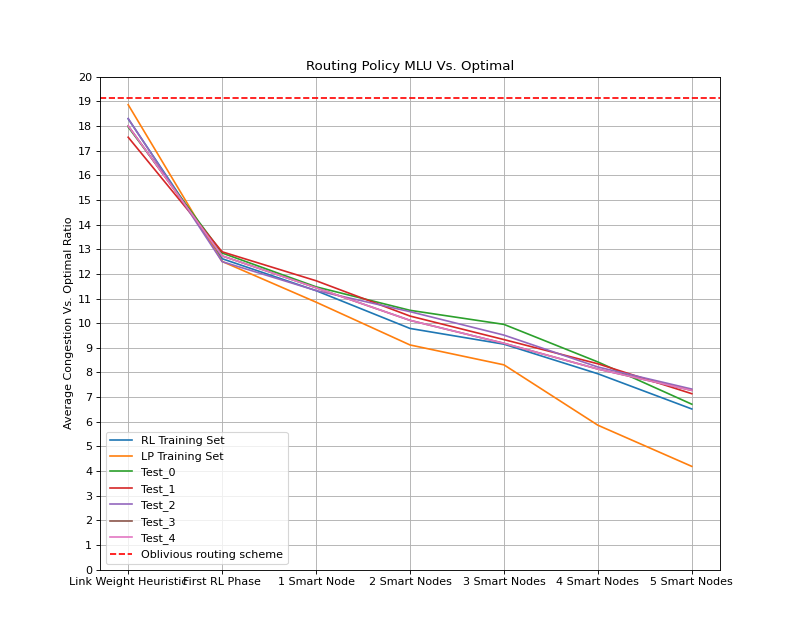 Routing Policy MLU Vs. Optimal
Average Congestion Vs. Optimal Ratio
20
19
18
17
16
15
14
13
12
11
10
9
8
7
6
5
4
3
2
1
0
RL Training Set
LP Training Set
Test_0
Test_1
Test_2
Test_3
Test_4
Oblivious routing scheme
Link Weight Heuristic
First RL Phase
1 Smart Node
2 Smart Nodes
3 Smart Nodes
4 Smart Nodes
5 Smart Nodes